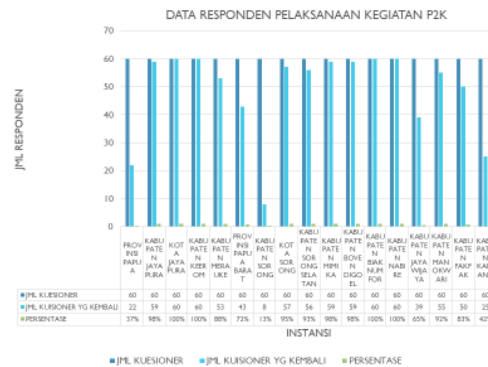 DATA RESPONDEN PELAKSANAAN KEGIATAN P2K
JML RESPONDEN
70
60
50
40
30
20
10
0
PROVINSI PAPUA
KABUPATEN JAYAPURA
KOTA JAYAPURA
KABUPATEN KEEROM
KABUPATEN MERAUKE
PROVINSI PAPUA BARAT
KABUPATEN SORONG
KOTA SORONG
KABUPATEN SORONG SELATAN
KABUPATEN MIMIKA
KABUPATEN BOVEN DIGOEL
KABUPATEN BIAK NUMFOR
KABUPATEN NABIRE
KABUPATEN JAYAWIJAYA
KABUPATEN MANOKWARI
KABUPATEN FAKFAK
JML KUESIONER 60 60 60 60 60 60 60 60 60 60 60 60 60 60 60 60 60
JML KUISIONER YG KEMBALI 22 59 60 60 53 43 8 57 56 59 59 60 60 39 55 50 25
PERSENTASE 37% 98% 100% 100% 88% 72% 13% 95% 93% 98% 98% 100% 100% 65% 92% 83%
INSTANSI
JML KUESIONER JML KUISIONER YG KEMBALI PERSENTASE